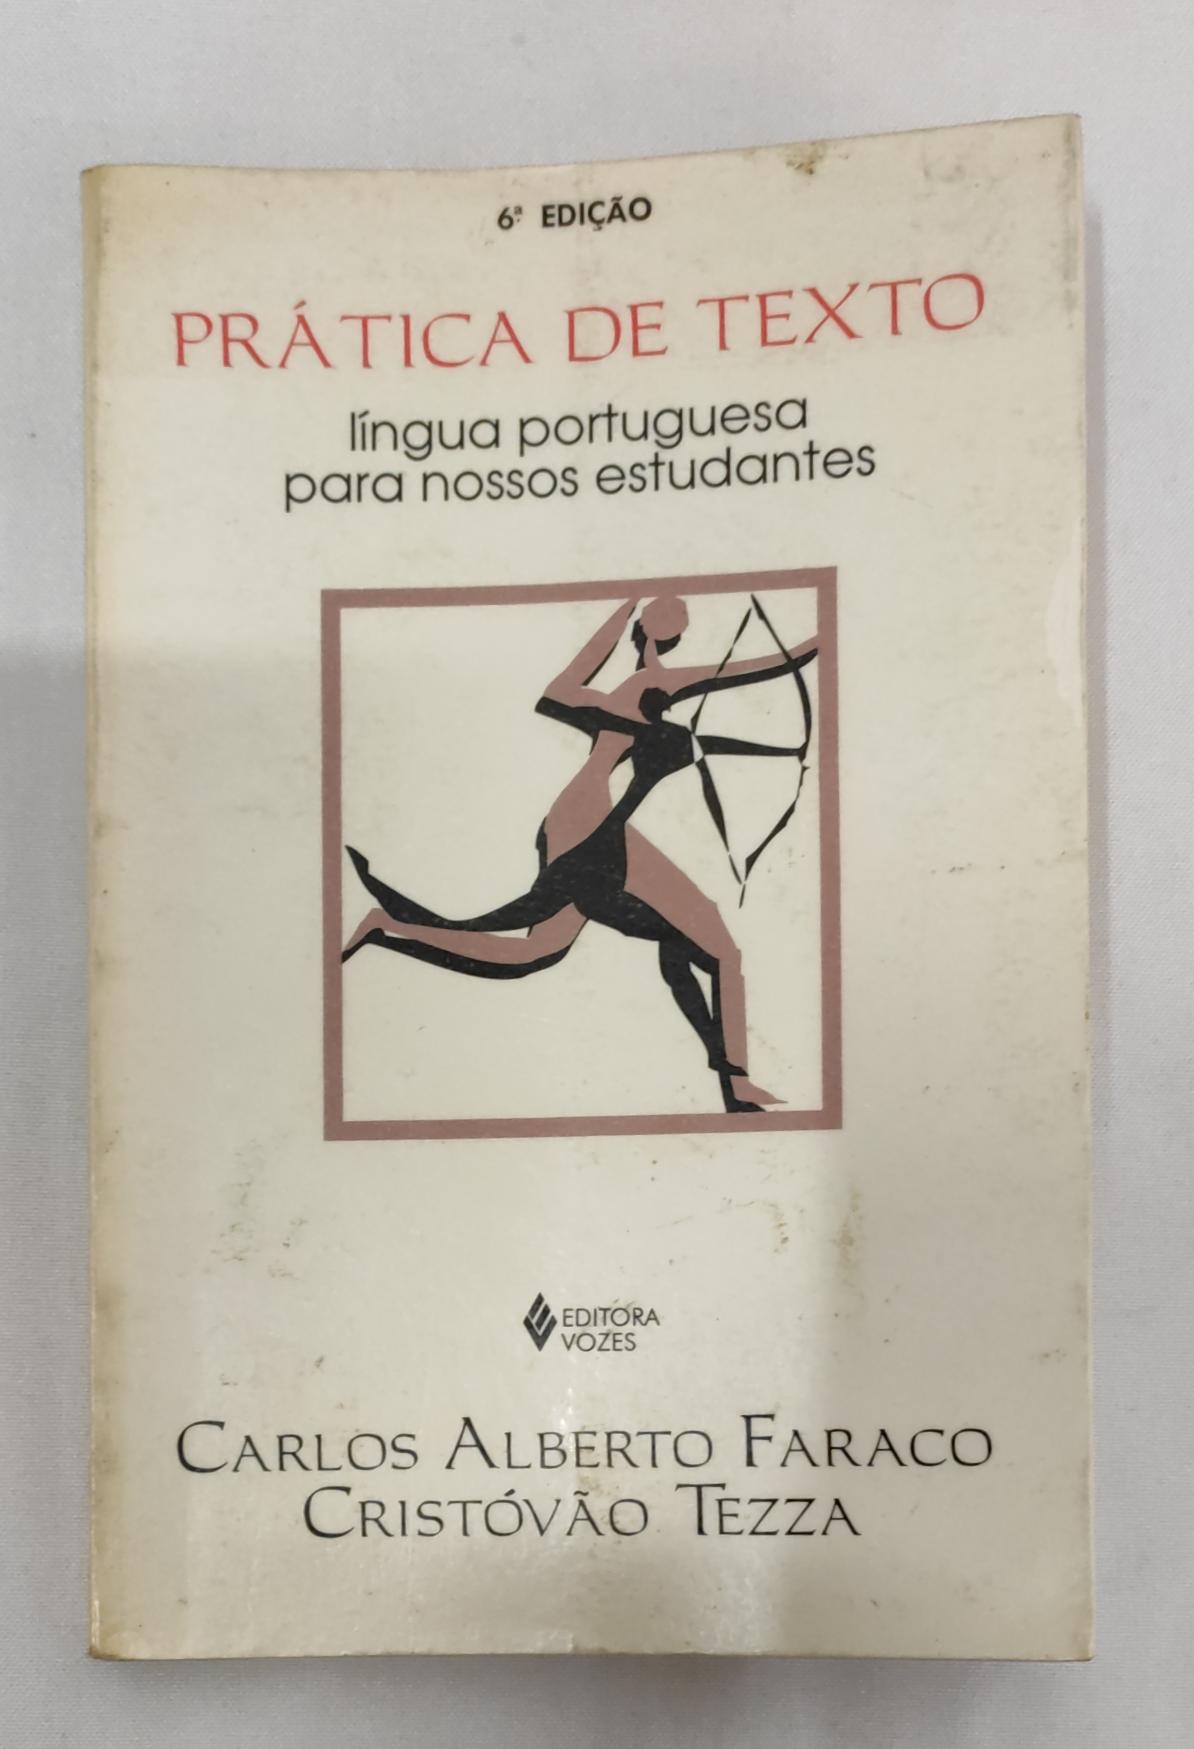 6ª EDIÇÃO
PRÁTICA DE TEXTO
língua portuguesa
para nossos estudantes
EDITORA
VOZES
CARLOS ALBERTO FARACO
CRISTÓVÃO TEZZA